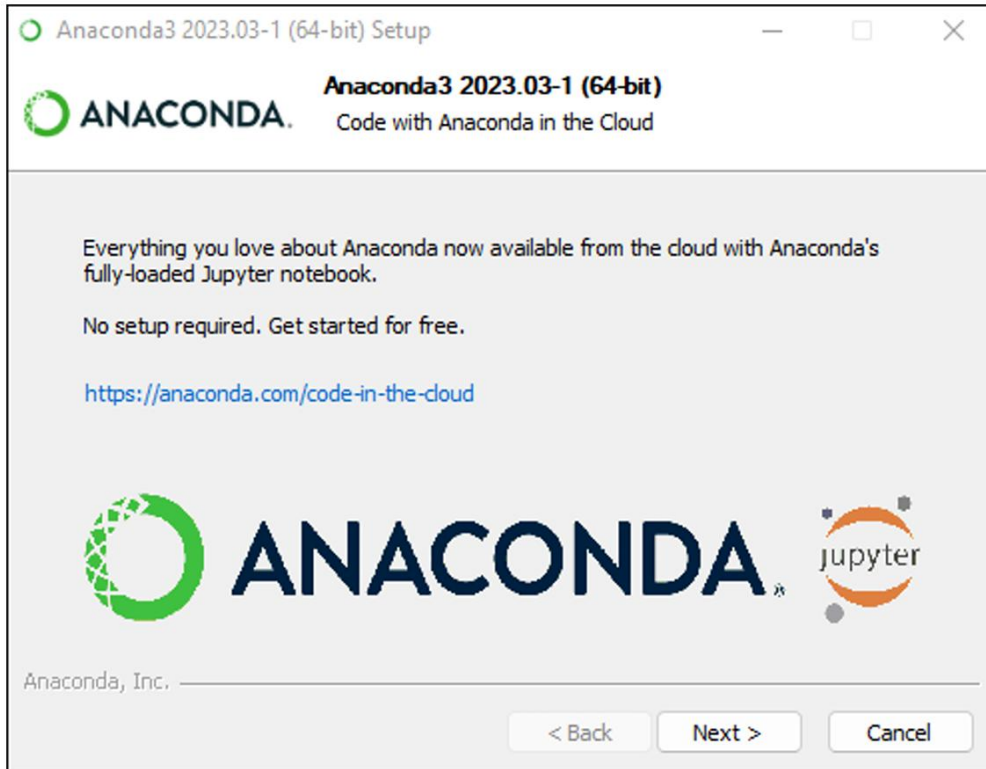 Anaconda3 2023.03-1 (64-bit) Setup
ANACONDA.
Anaconda3 2023.03-1 (64-bit)
Code with Anaconda in the Cloud
Everything you love about Anaconda now available from the cloud with Anaconda's
fully-loaded Jupyter notebook.
No setup required. Get started for free.
https://anaconda.com/code-in-the-cloud
ANACONDA.®
jupyter
Anaconda, Inc.
< Back Next > Cancel